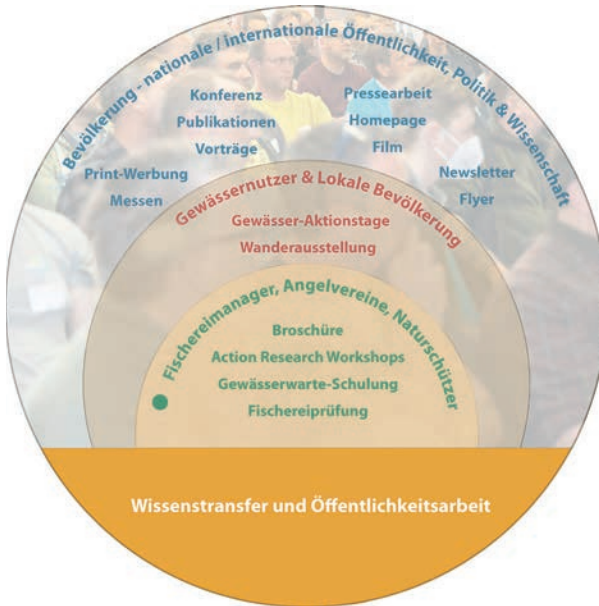 Bevölkerung - nationale / internationale Öffentlichkeit, Politik & Wissenschaft
Konferenz
Publikationen
Vorträge
Print-Werbung
Messen
Pressearbeit
Homepage
Film
Newsletter
Flyer
Gewässernutzer & Lokale Bevölkerung
Gewässer-Aktionstage
Wanderausstellung
Fischereimanager, Angelvereine, Naturschützer
Broschüre
Action Research Workshops
Gewässerwarte-Schulung
Fischereiprüfung
Wissenstransfer und Öffentlichkeitsarbeit